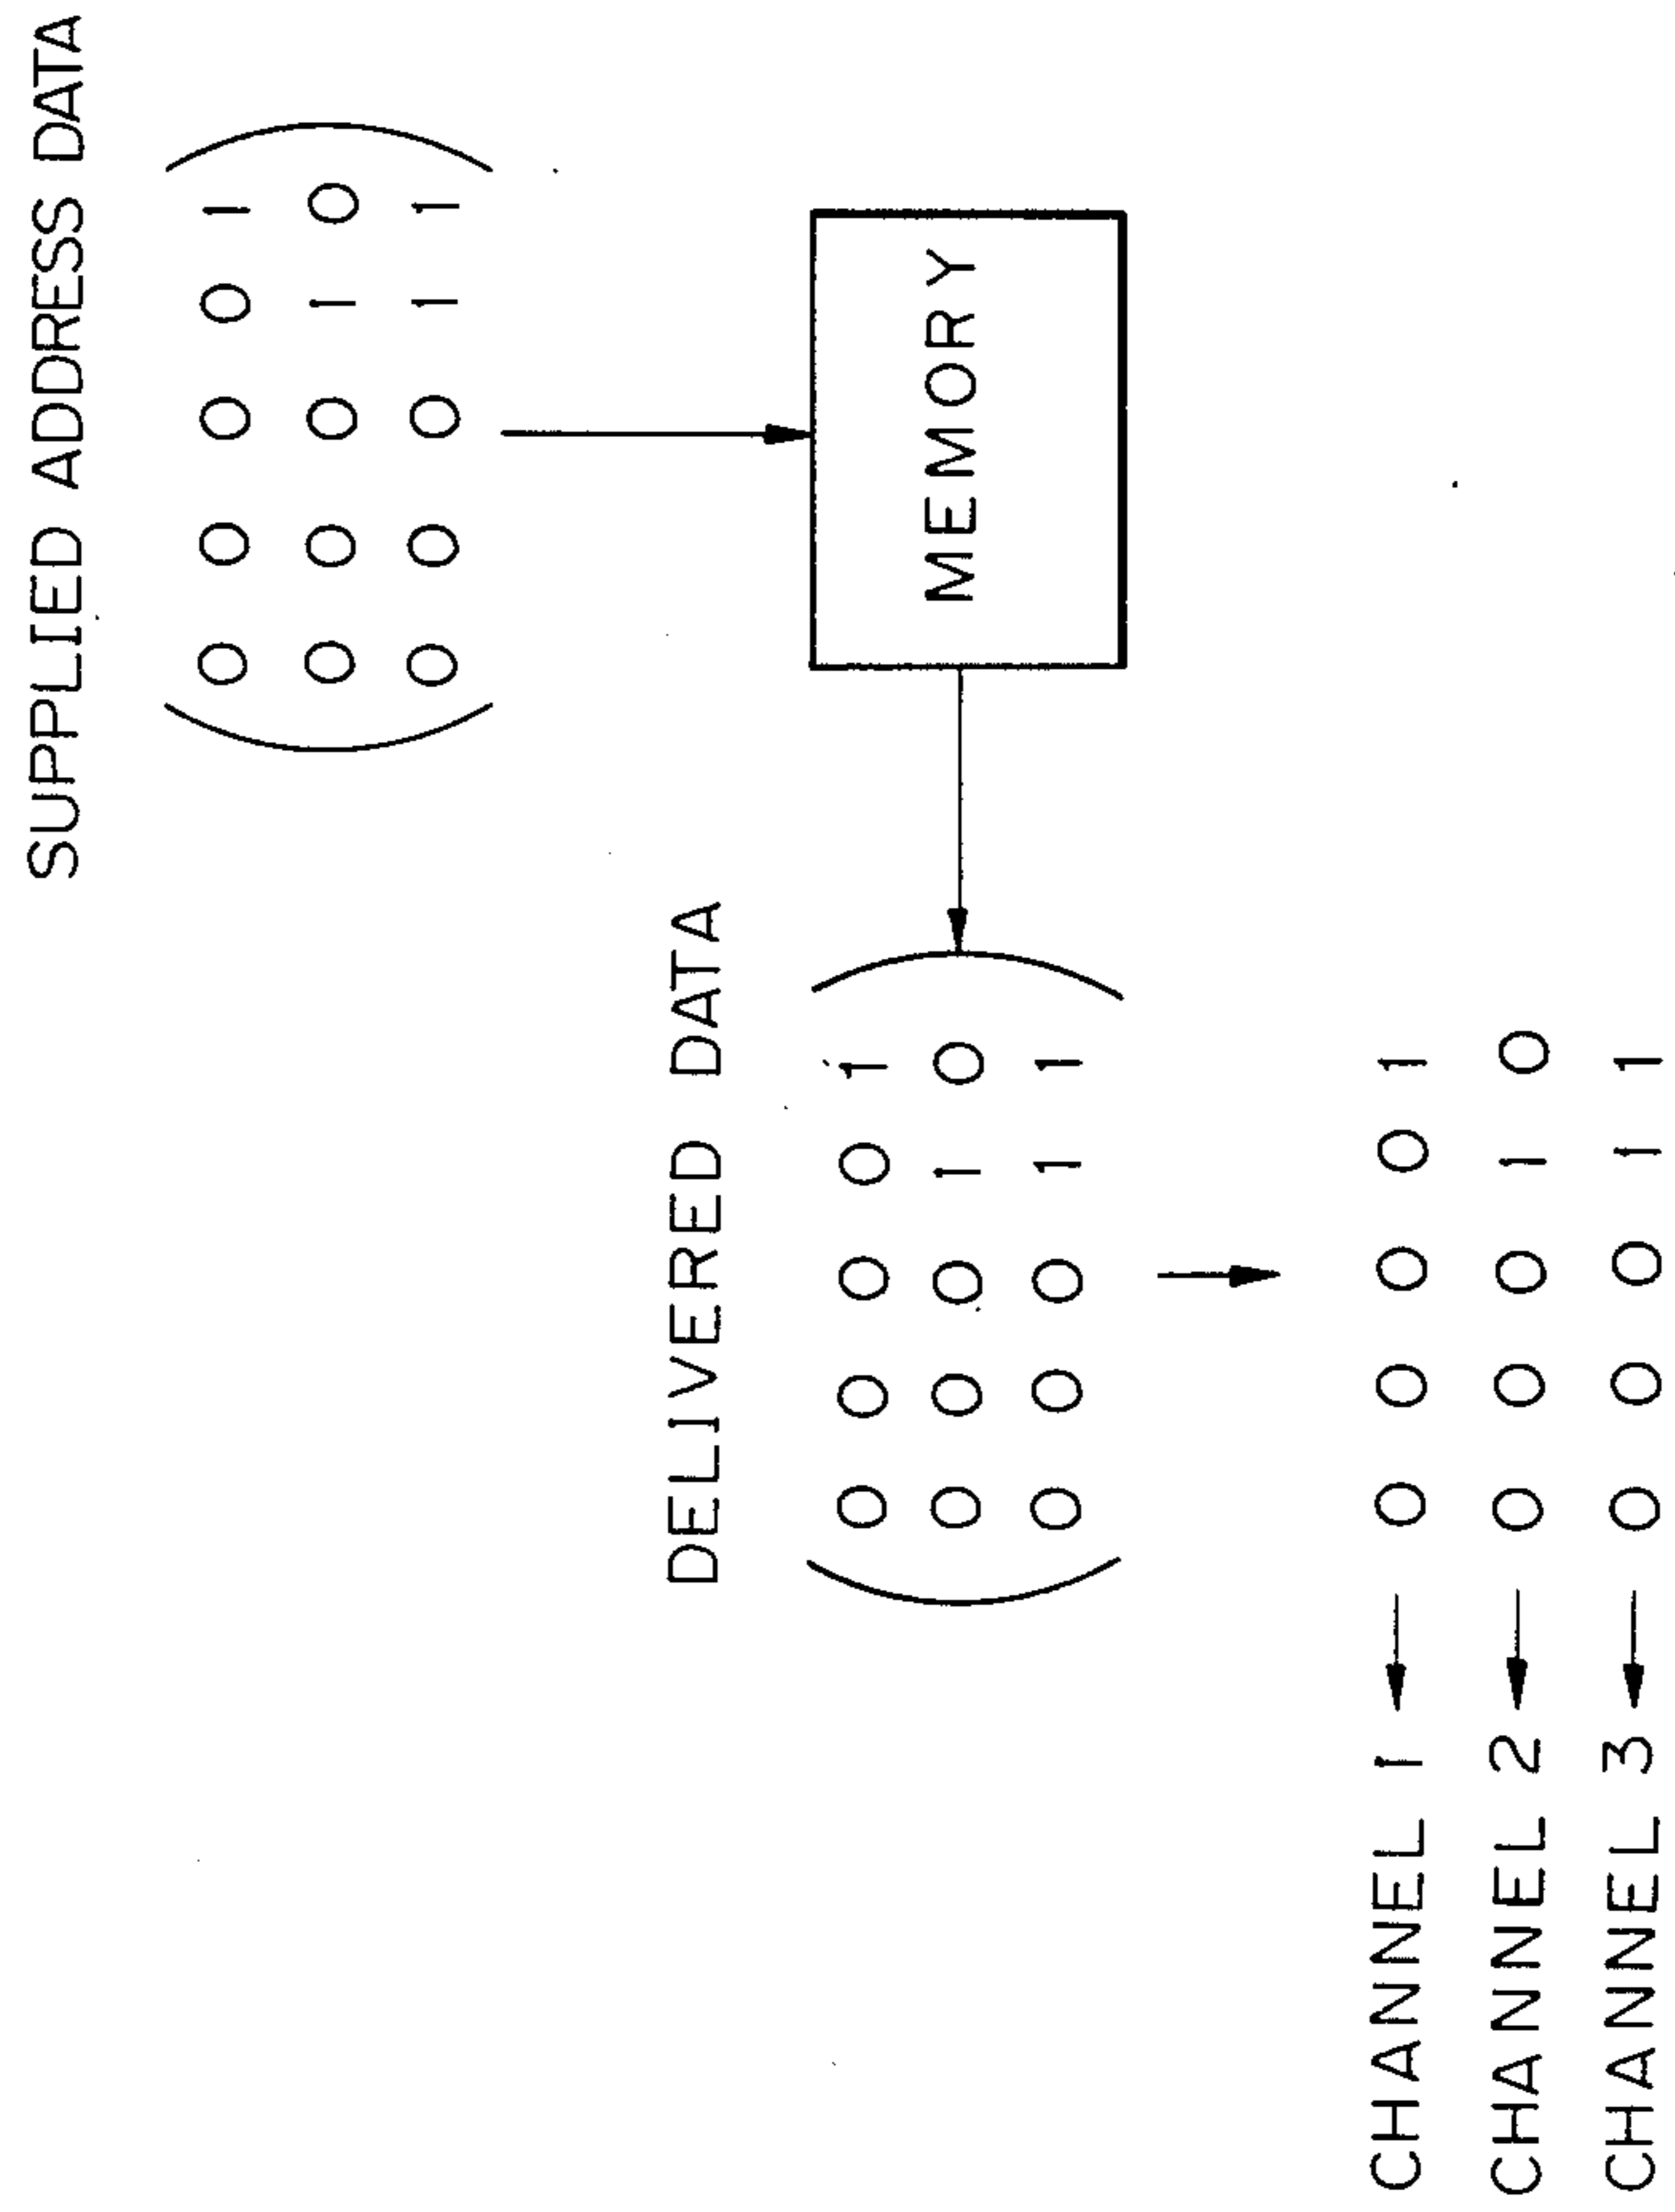 SUPPLIED ADDRESS DATA
( 0 0 0 0 1
0 0 0 1 0
0 0 0 1 1 )
DELIVERED DATA
( 0 0 0 0 1
0 0 0 1 0
0 0 0 1 1 )
MEMORY
CHANNEL 1 ← 0 0 0 0 1
CHANNEL 2 ← 0 0 0 1 0
CHANNEL 3 ← 0 0 0 1 1